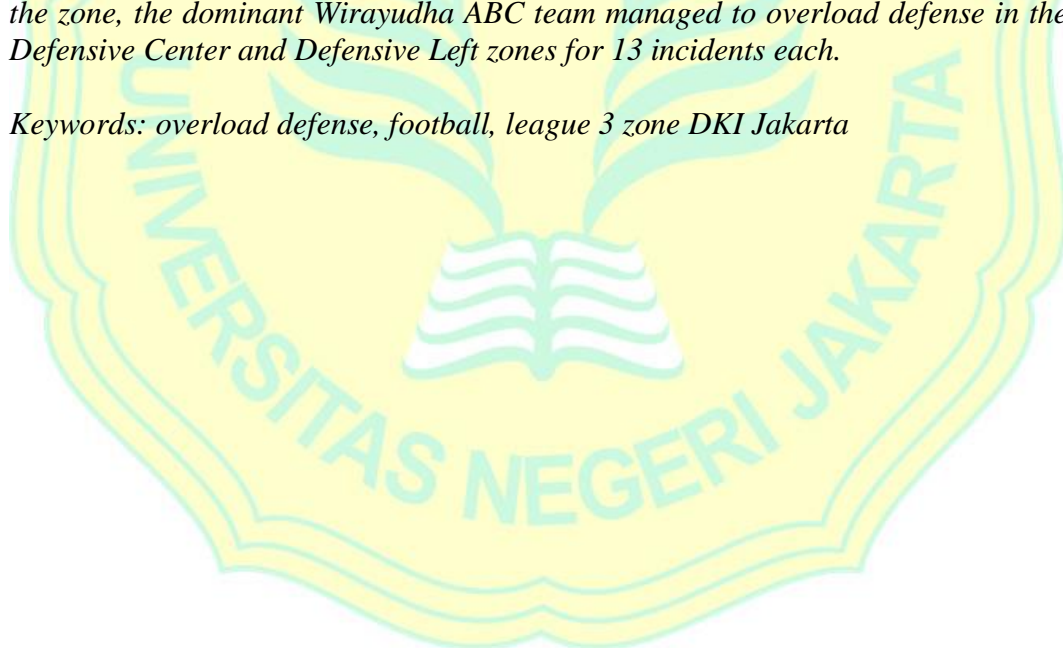 the zone, the dominant Wirayudha ABC team managed to overload defense in the
Defensive Center and Defensive Left zones for 13 incidents each.
Keywords: overload defense, football, league 3 zone DKI Jakarta
UNIVERSITAS NEGERI JAKARTA